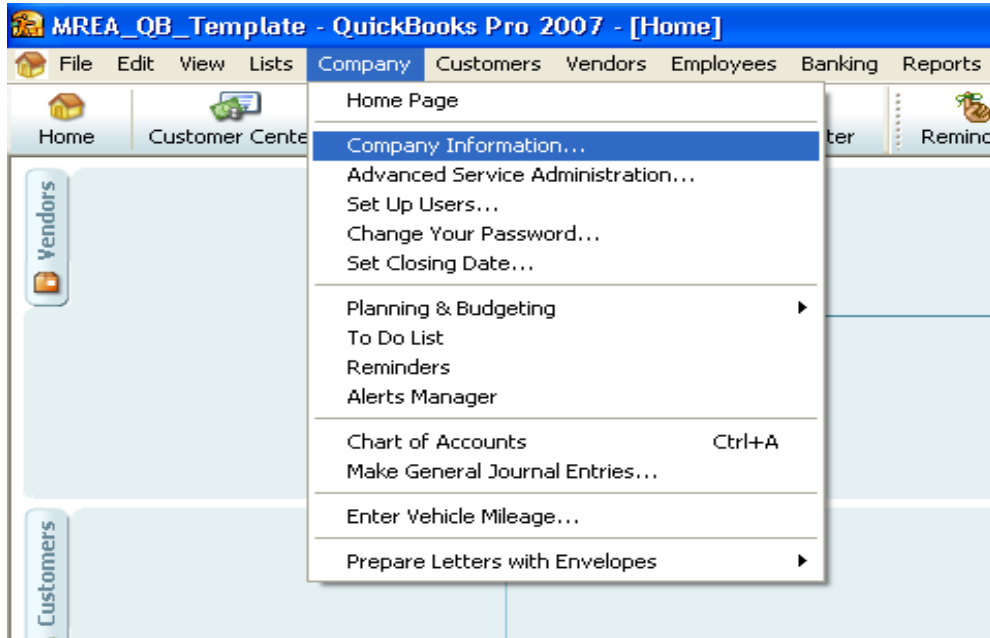 MREA_QB_Template - QuickBooks Pro 2007 - [Home]
File Edit View Lists Company Customers Vendors Employees Banking Reports
Home Customer Cente ter Reminc
Home Page
Company Information...
Advanced Service Administration...
Set Up Users...
Change Your Password...
Set Closing Date...
Planning & Budgeting
To Do List
Reminders
Alerts Manager
Chart of Accounts Ctrl+A
Make General Journal Entries...
Enter Vehicle Mileage...
Prepare Letters with Envelopes
Vendors
Customers